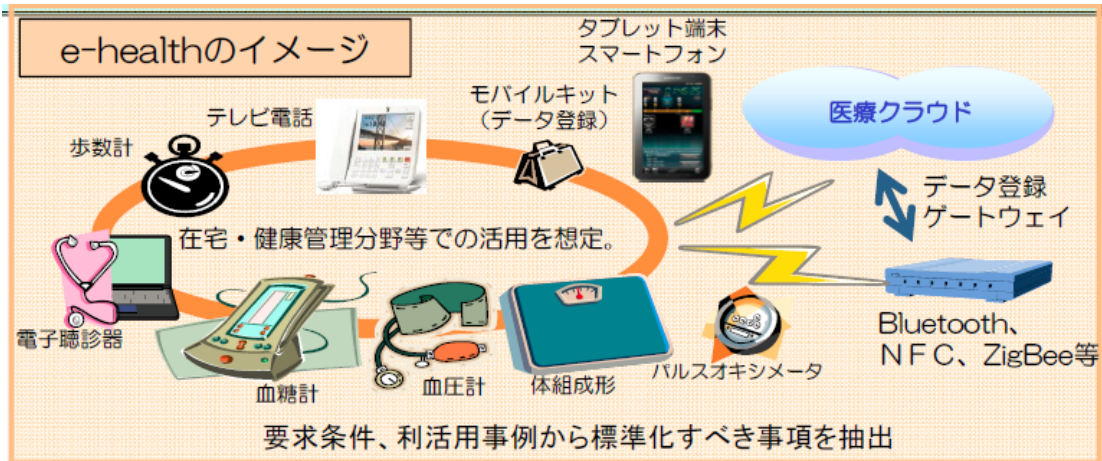 e-healthのイメージ
タブレット端末
スマートフォン
テレビ電話
モバイルキット
（データ登録）
医療クラウド
歩数計
データ登録
ゲートウェイ
在宅・健康管理分野等での活用を想定。
電子聴診器
血糖計
血圧計
体組成形
パルスオキシメータ
Bluetooth、
ＮＦＣ、ZigBee等
要求条件、利活用事例から標準化すべき事項を抽出